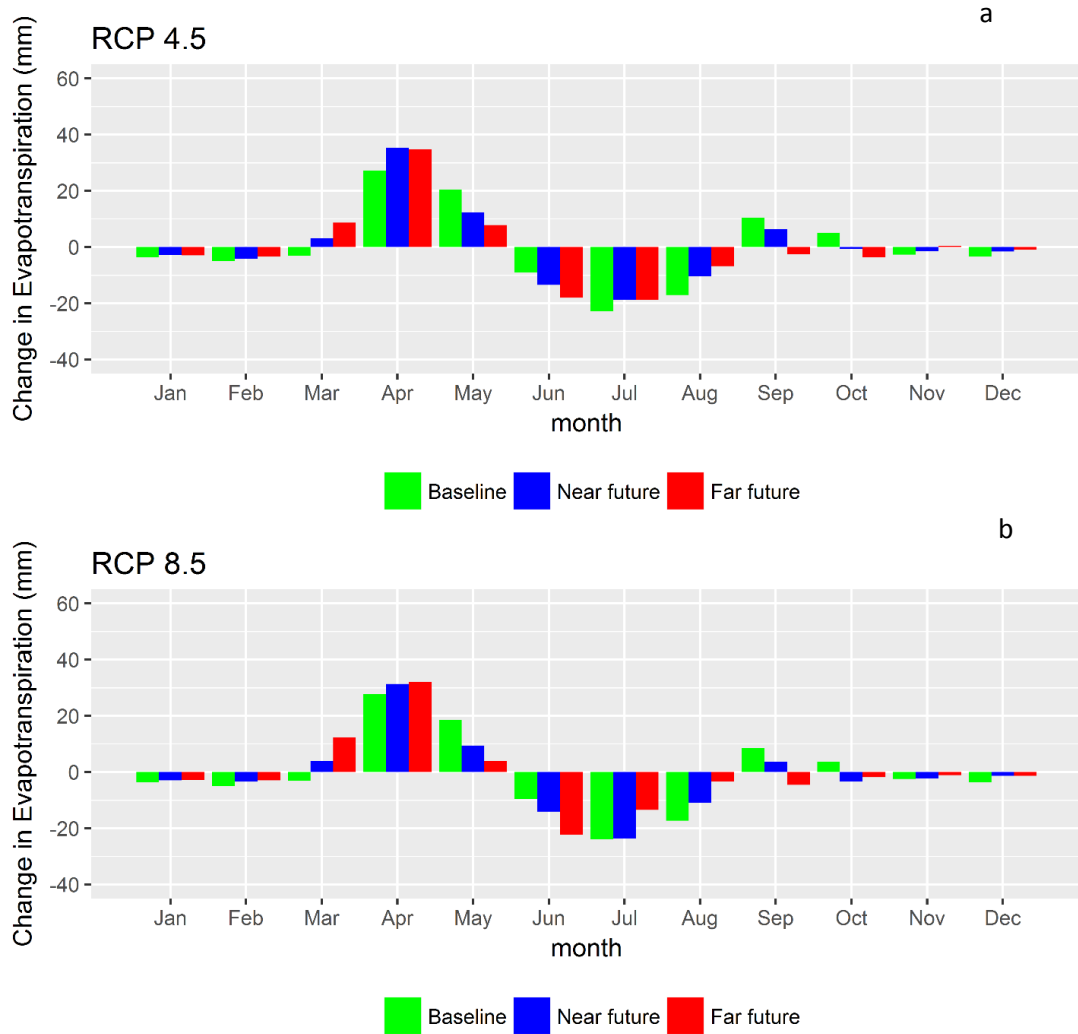 a
RCP 4.5
Change in Evapotranspiration (mm)
60
40
20
0
-20
-40
Jan Feb Mar Apr May Jun Jul Aug Sep Oct Nov Dec
month
Baseline Near future Far future
b
RCP 8.5
Change in Evapotranspiration (mm)
60
40
20
0
-20
-40
Jan Feb Mar Apr May Jun Jul Aug Sep Oct Nov Dec
month
Baseline Near future Far future